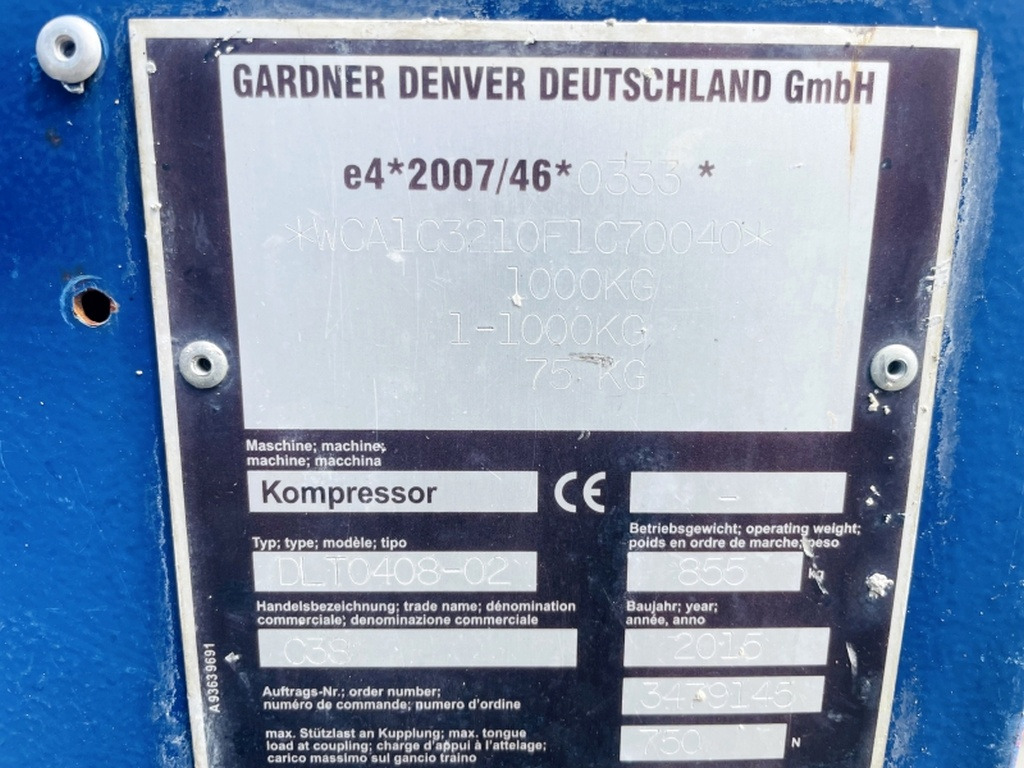 GARDNER DENVER DEUTSCHLAND GmbH
e4*2007/46*0333*
*WCA1C3210F1C70040*
1000KG
1-1000KG
75 KG
Maschine; machine;
machine; macchina
Kompressor
CE
-
Typ; type; modèle; tipo
DLT0408-02
Betriebsgewicht; operating weight;
poids en ordre de marche; peso
855 kg
Handelsbezeichnung; trade name; dénomination
commerciale; denominazione commerciale
C38
Baujahr; year;
année, anno
2015
Auftrags-Nr.; order number;
numéro de commande; numero d'ordine
3479145
max. Stützlast an Kupplung; max. tongue
load at coupling; charge d'appui à l'attelage;
carico massimo sul gancio traino
750 N
A93639691